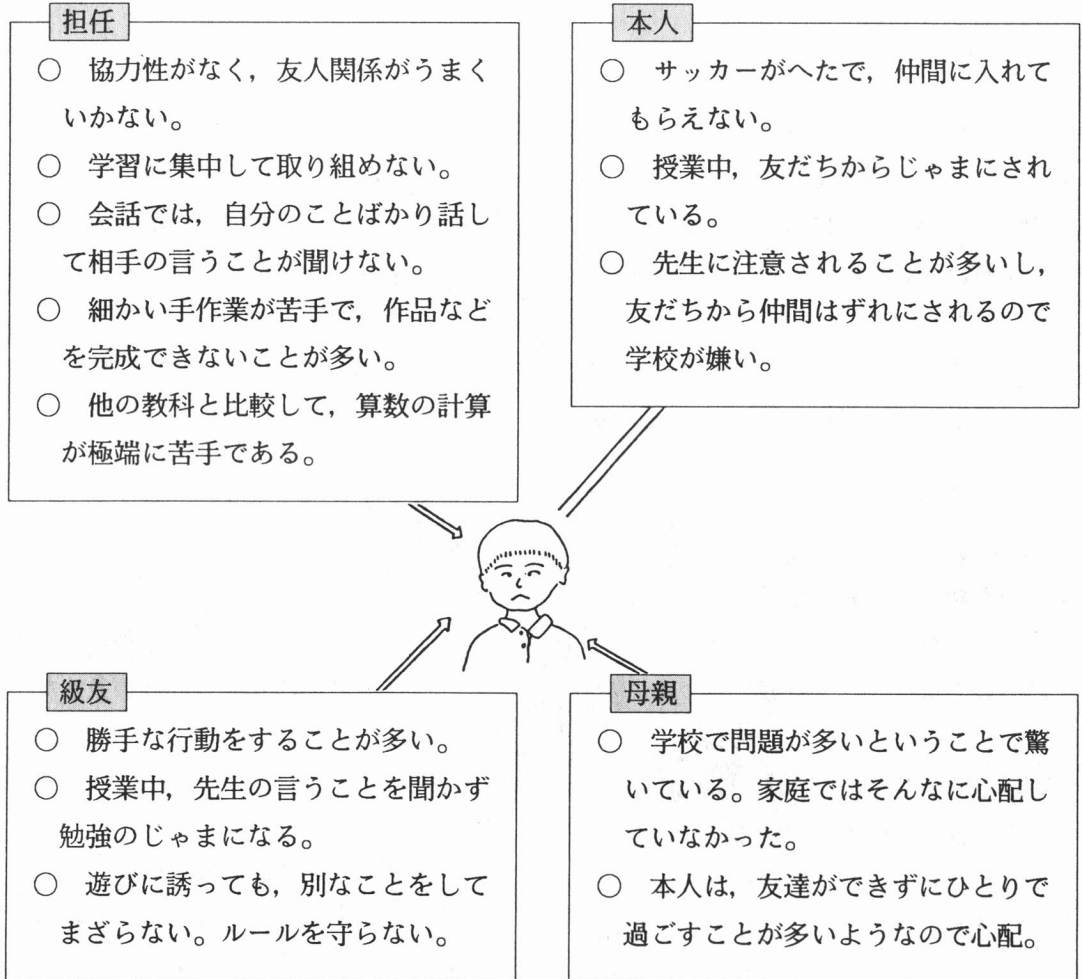 担任
○ 協力性がなく，友人関係がうまく
いかない。
○ 学習に集中して取り組めない。
○ 会話では，自分のことばかり話し
て相手の言うことが聞けない。
○ 細かい手作業が苦手で，作品など
を完成できないことが多い。
○ 他の教科と比較して，算数の計算
が極端に苦手である。
本人
○ サッカーがへたで，仲間に入れて
もらえない。
○ 授業中，友だちからじゃまにされ
ている。
○ 先生に注意されることが多いし，
友だちから仲間はずれにされるので
学校が嫌い。
級友
○ 勝手な行動をすることが多い。
○ 授業中，先生の言うことを聞かず
勉強のじゃまになる。
○ 遊びに誘っても，別なことをして
まざらない。ルールを守らない。
母親
○ 学校で問題が多いということで驚
いている。家庭ではそんなに心配し
ていなかった。
○ 本人は，友達ができずにひとりで
過ごすことが多いようなので心配。